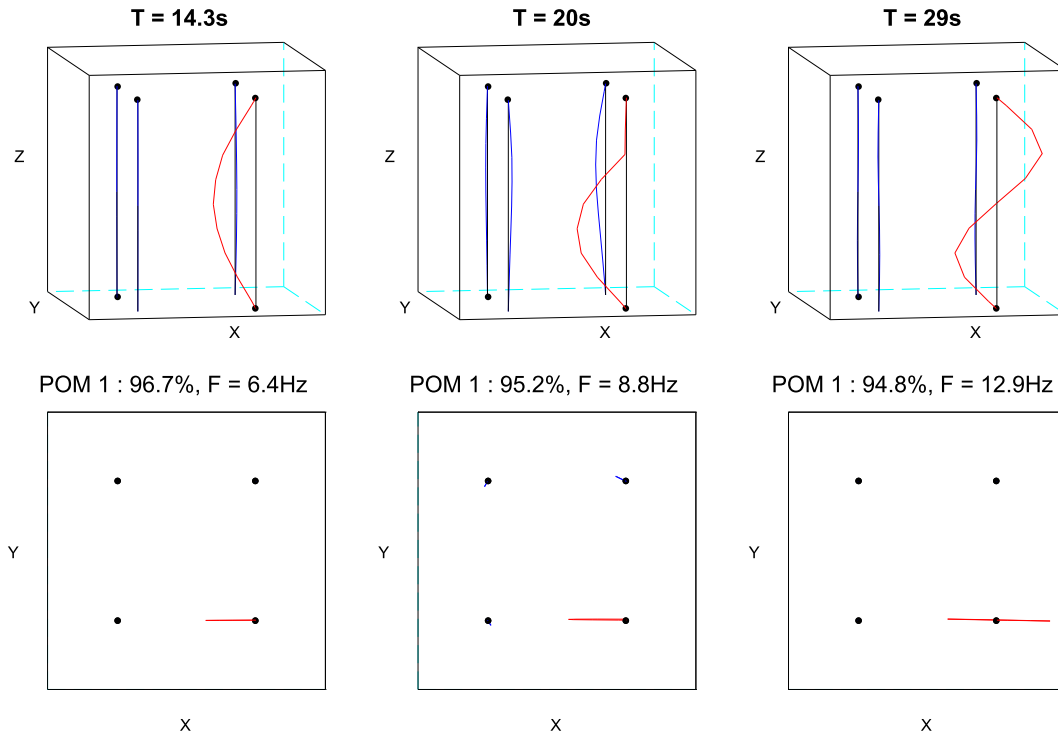 T = 14.3s
T = 20s
T = 29s
Z
Z
Z
Y
Y
Y
X
X
X
POM 1 : 96.7%, F = 6.4Hz
POM 1 : 95.2%, F = 8.8Hz
POM 1 : 94.8%, F = 12.9Hz
Y
Y
Y
X
X
X